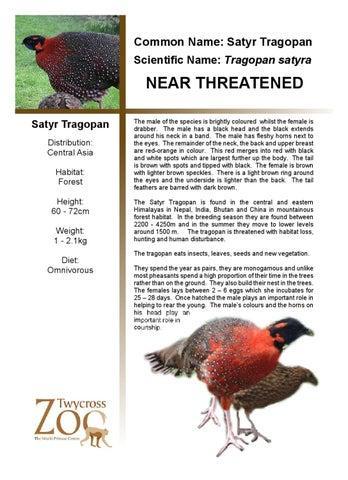 Common Name: Satyr Tragopan
Scientific Name: Tragopan satyra
NEAR THREATENED
Satyr Tragopan
Distribution:
Central Asia
Habitat:
Forest
Height:
60 - 72cm
Weight:
1 - 2.1kg
Diet:
Omnivorous
The male of the species is brightly coloured whilst the female is
drabber. The male has a black head and the black extends
around his neck in a band. The male has fleshy horns next to
the eyes. The remainder of the neck, the back and upper breast
are red-orange in colour. This red merges into red with black
and white spots which are largest further up the body. The tail
is brown with spots and tipped with black. The female is brown
with lighter brown speckles. There is a light brown ring around
the eyes and the underside is lighter than the back. The tail
feathers are barred with dark brown.
The Satyr Tragopan is found in the central and eastern
Himalayas in Nepal, India, Bhutan and China in mountainous
forest habitat. In the breeding season they are found between
2200 - 4250m and in the summer they move to lower levels
around 1500 m. The tragopan is threatened with habitat loss,
hunting and human disturbance.
The tragopan eats insects, leaves, seeds and new vegetation.
They spend the year as pairs, they are monogamous and unlike
most pheasants spend a high proportion of their time in the trees
rather than on the ground. They also build their nest in the trees.
The females lays between 2 – 6 eggs which she incubates for
25 – 28 days. Once hatched the male plays an important role in
helping to rear the young. The male's colours and the horns on
his head play an
important role in
courtship.
Twycross
Zoo
The World Primate Centre